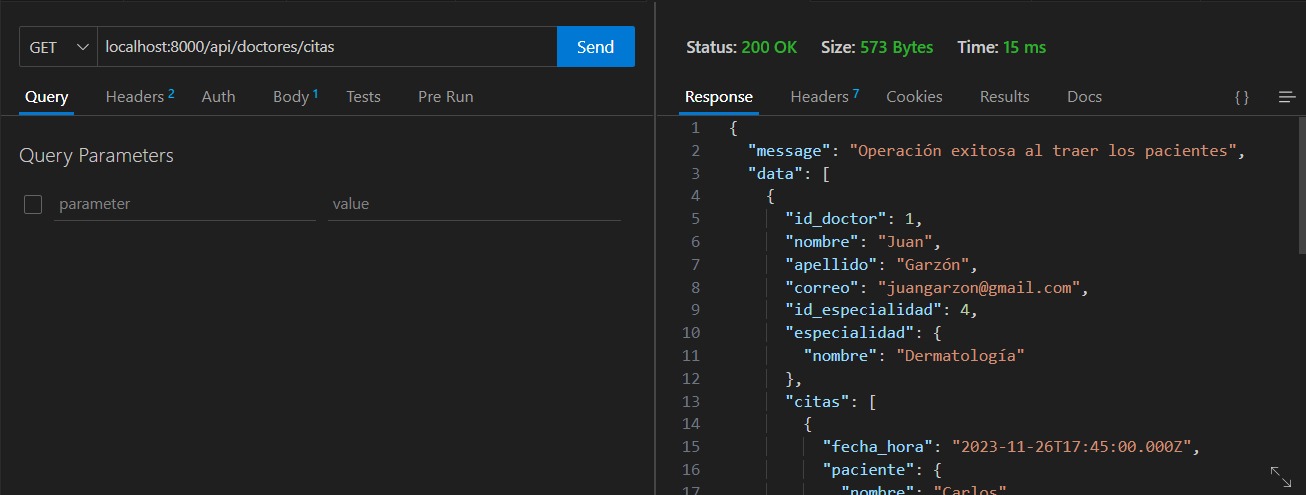 GET localhost:8000/api/doctores/citas Send
Query Headers 2 Auth Body 1 Tests Pre Run
Query Parameters
parameter value
Status: 200 OK Size: 573 Bytes Time: 15 ms
Response Headers 7 Cookies Results Docs {}
1 {
2 "message": "Operación exitosa al traer los pacientes",
3 "data": [
4 {
5 "id_doctor": 1,
6 "nombre": "Juan",
7 "apellido": "Garzón",
8 "correo": "juangarzon@gmail.com",
9 "id_especialidad": 4,
10 "especialidad": {
11 "nombre": "Dermatología"
12 },
13 "citas": [
14 {
15 "fecha_hora": "2023-11-26T17:45:00.000Z",
16 "paciente": {
17 "nombre": "Carlos"